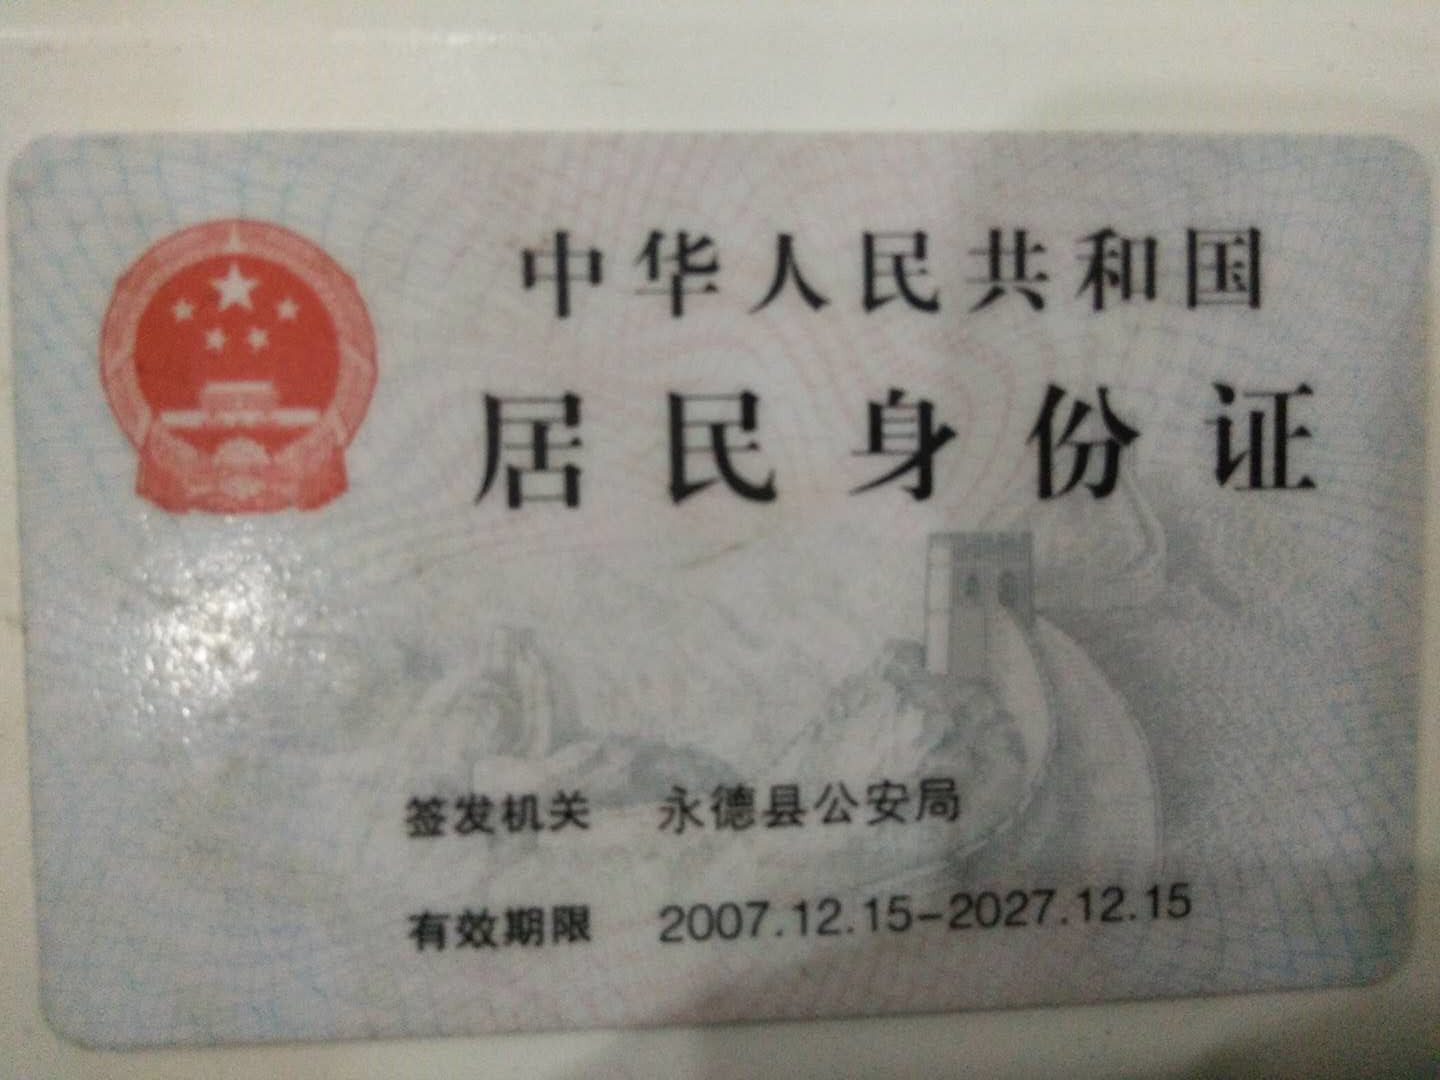 中华人民共和国
居民身份证
签发机关 永德县公安局
有效期限 2007.12.15-2027.12.15